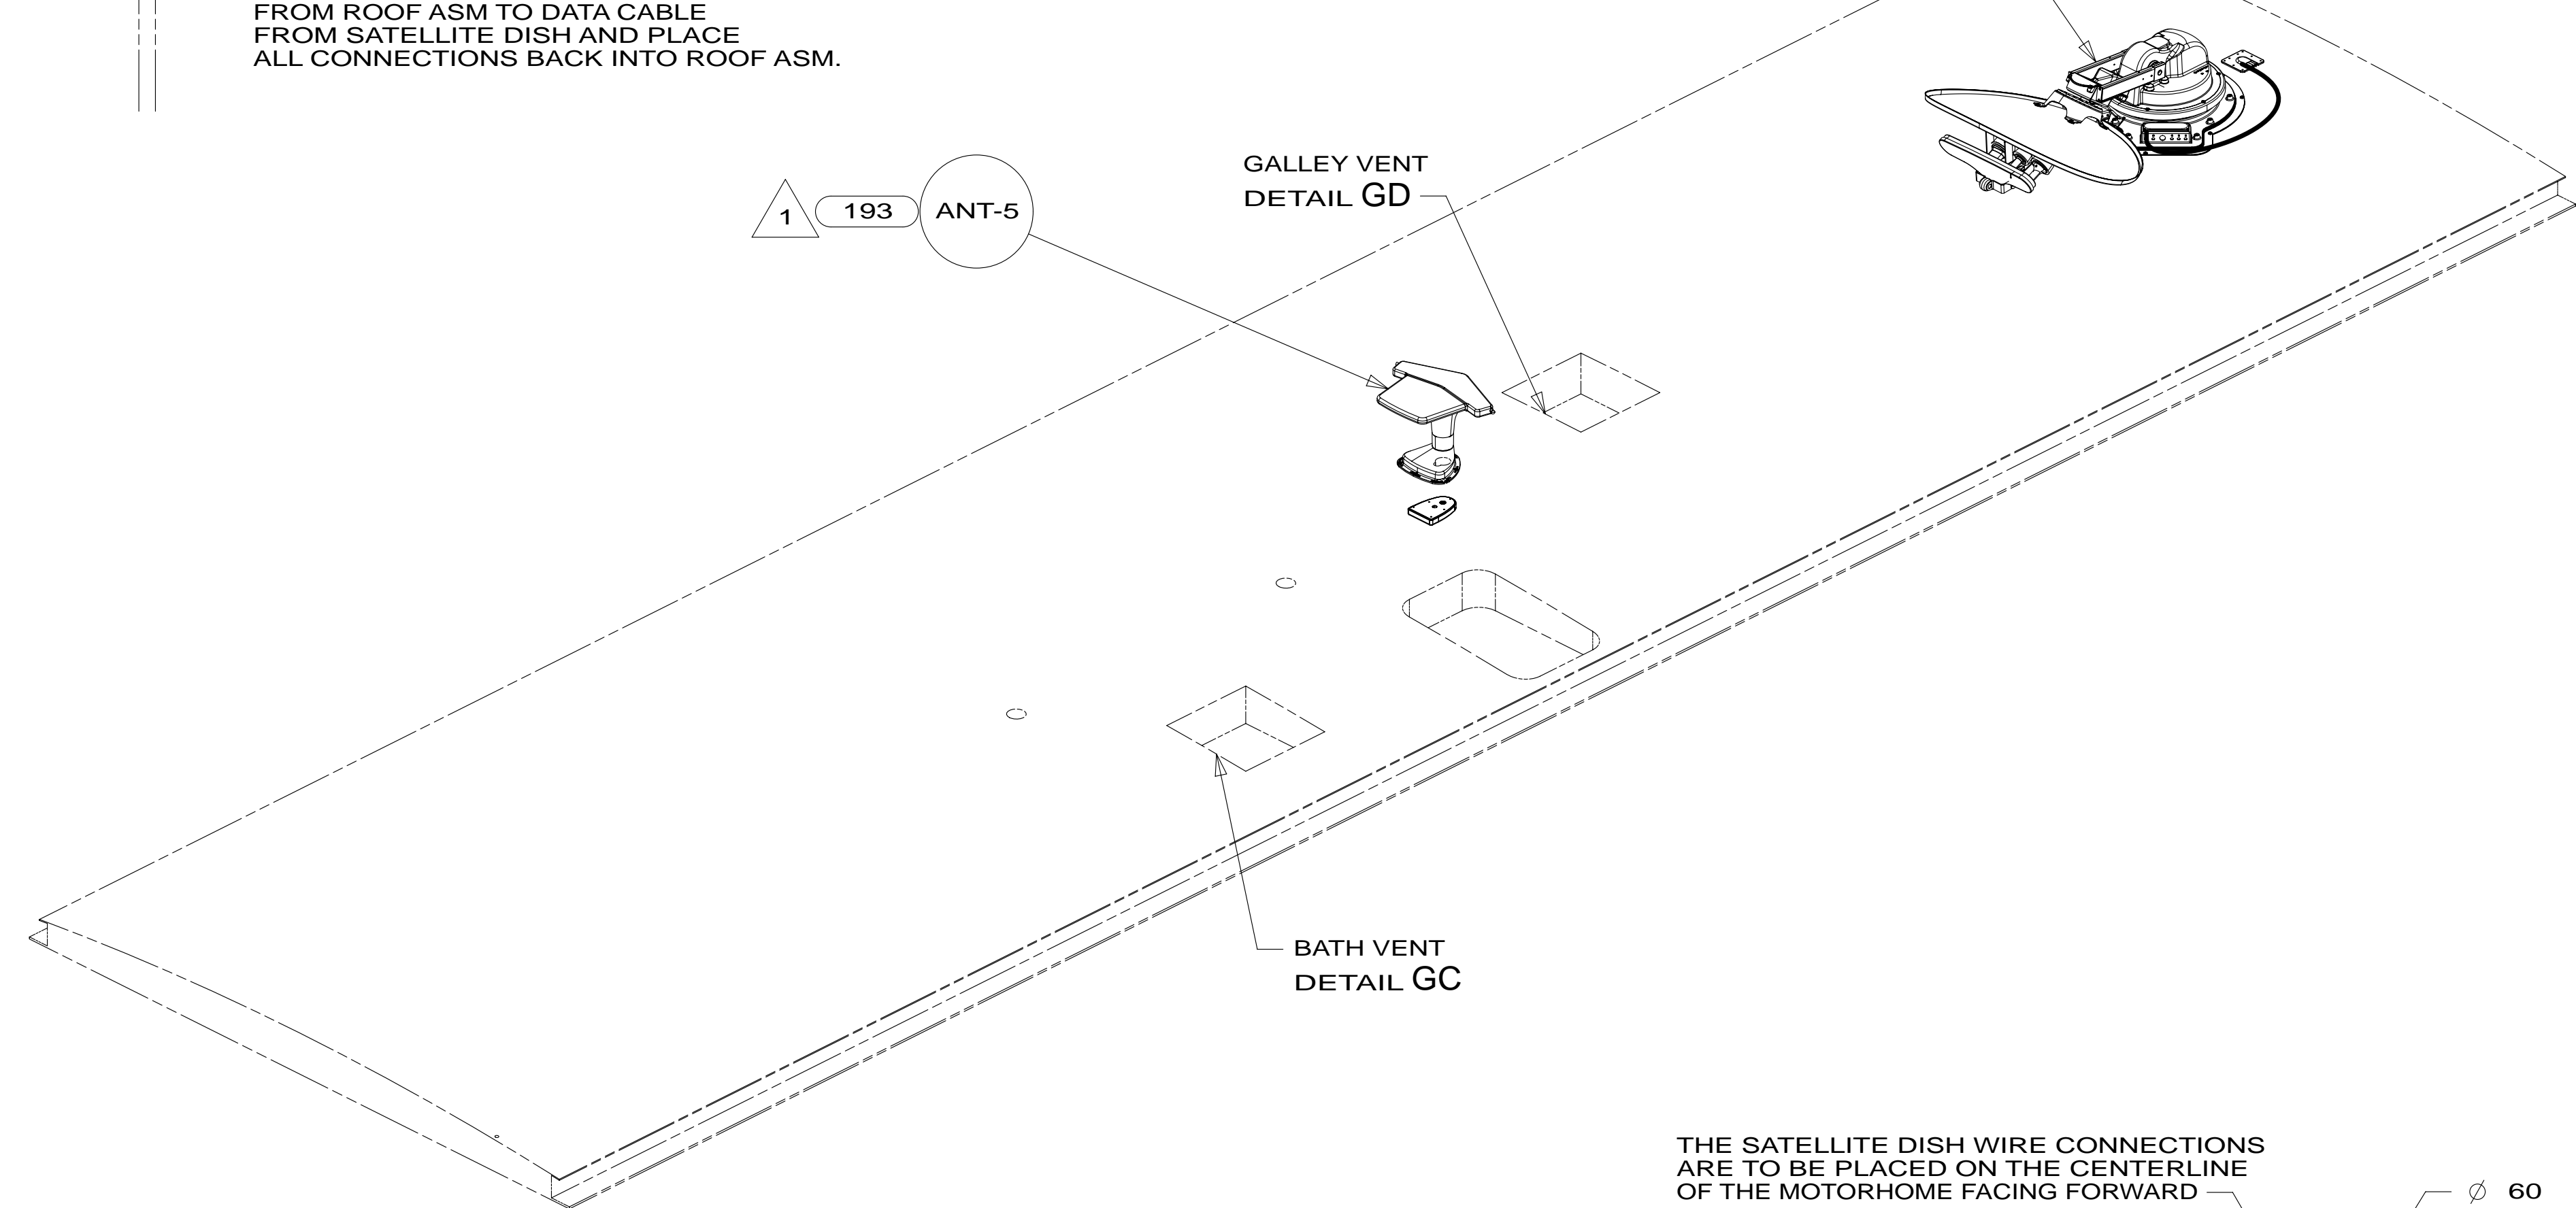 FROM ROOF ASM TO DATA CABLE
FROM SATELLITE DISH AND PLACE
ALL CONNECTIONS BACK INTO ROOF ASM.
GALLEY VENT
DETAIL GD
1 193 ANT-5
BATH VENT
DETAIL GC
THE SATELLITE DISH WIRE CONNECTIONS
ARE TO BE PLACED ON THE CENTERLINE
OF THE MOTORHOME FACING FORWARD
∅ 60